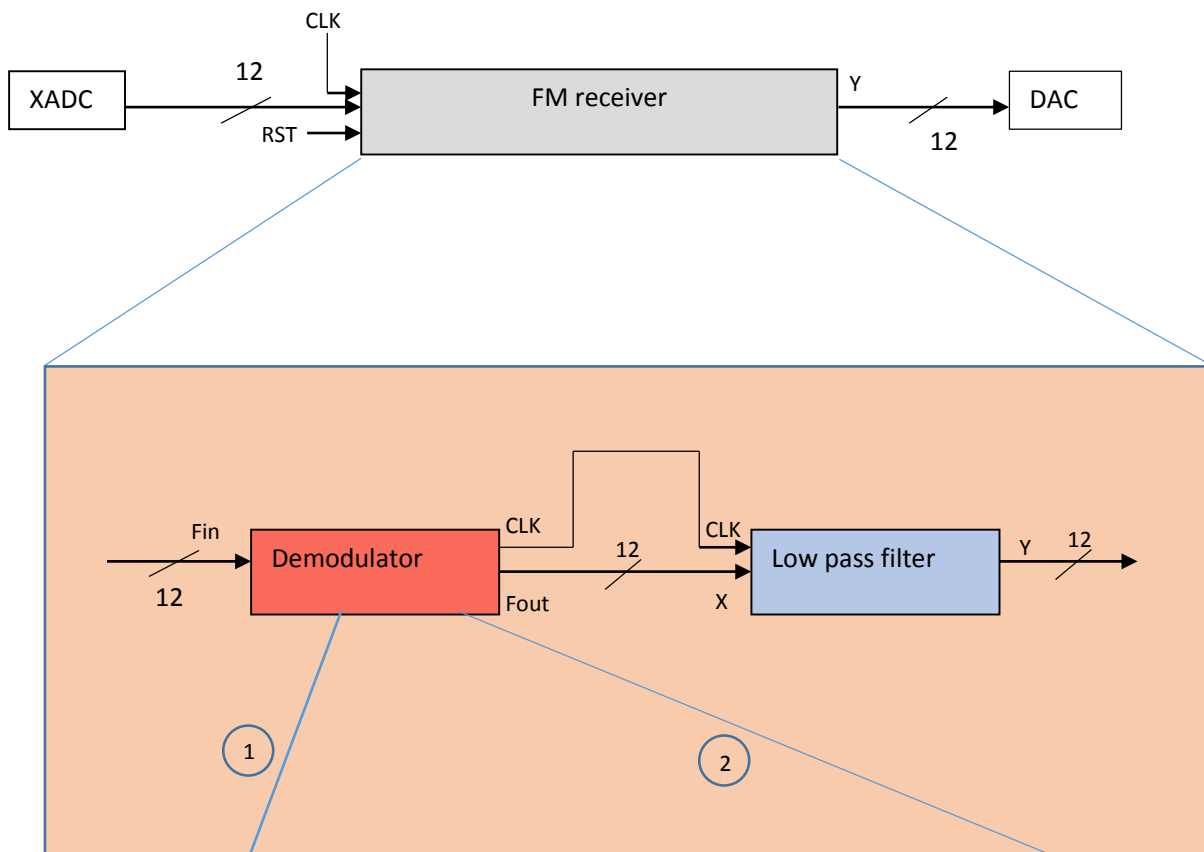 CLK
12
XADC
FM receiver
Y
DAC
RST
12
Fin
CLK
12
CLK
Y
12
Demodulator
Low pass filter
12
Fout
X
1
2